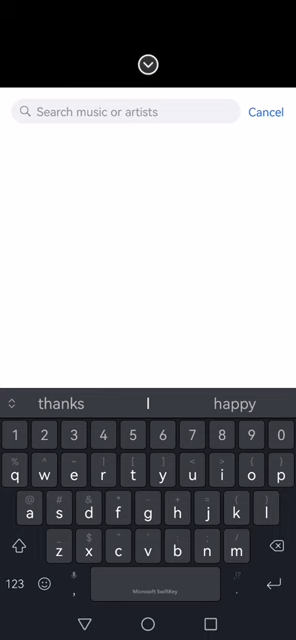 Search music or artists Cancel
thanks I happy
1 2 3 4 5 6 7 8 9 0
% ^ ~ | [ ] < > { }
q w e r t y u i o p
@ # & * - + = ( )
a s d f g h j k l
_ $ " ' : ; /
z x c v b n m
123 , Microsoft SwiftKey .